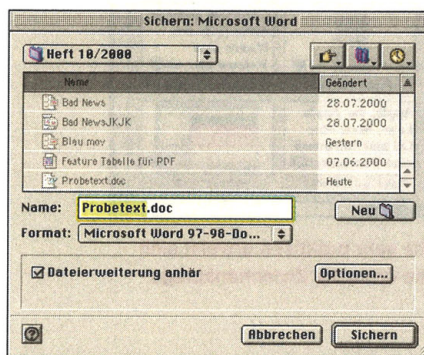 Sichern: Microsoft Word
Heft 10/2000
Name Geändert
Bad News 28.07.2000
Bad NewsJKJK 28.07.2000
Blau mov Gestern
Feature Tabelle für PDF 07.06.2000
Probetext.doc Heute
Name: Probetext.doc Neu
Format: Microsoft Word 97-98-Do...
Dateierweiterung anhär Optionen...
Abbrechen Sichern